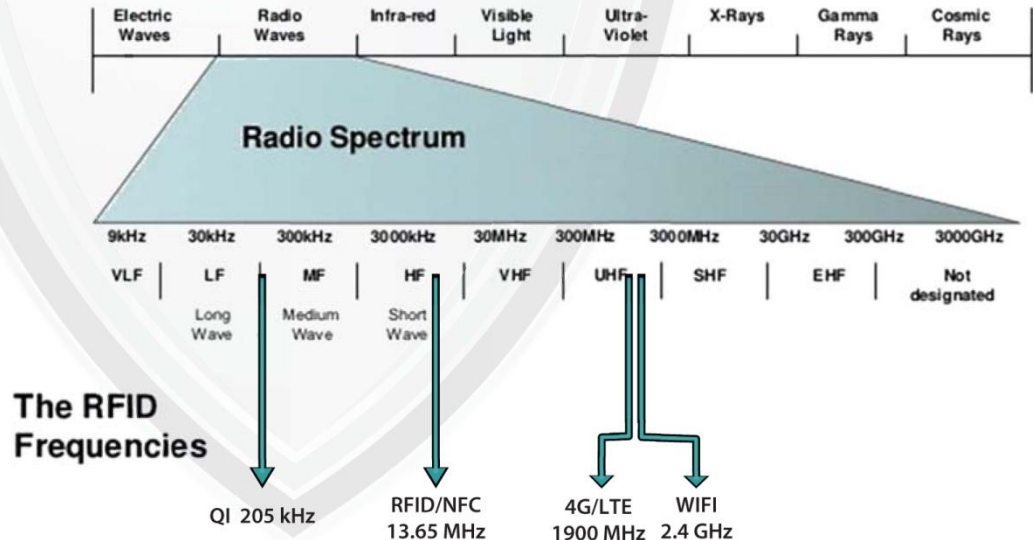 Electric Waves
Radio Waves
Infra-red
Visible Light
Ultra-Violet
X-Rays
Gamma Rays
Cosmic Rays
Radio Spectrum
9kHz 30kHz 300kHz 3000kHz 30MHz 300MHz 3000MHz 30GHz 300GHz 3000GHz
VLF LF MF HF VHF UHF SHF EHF Not designated
Long Wave
Medium Wave
Short Wave
The RFID
Frequencies
QI 205 kHz
RFID/NFC
13.65 MHz
4G/LTE
1900 MHz
WIFI
2.4 GHz